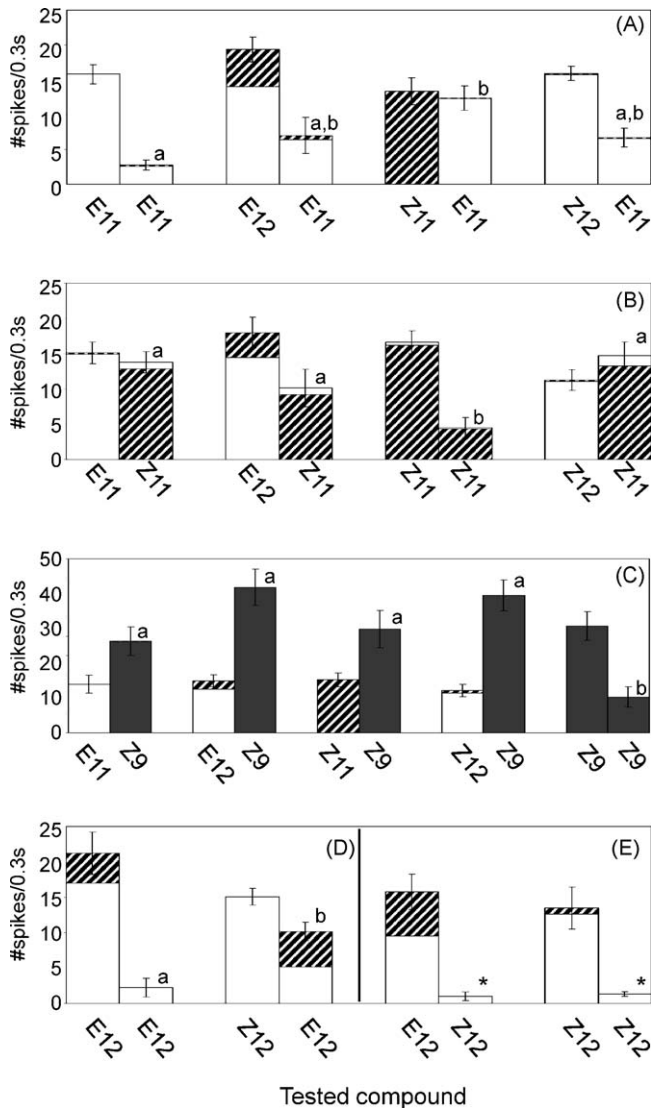 25
(A)
20
15
10
5
0
#spikes/0.3s
a
a,b
b
a,b
E11 E11 E12 E11 Z11 E11 Z12 E11
25
(B)
20
15
10
5
0
#spikes/0.3s
a
a
b
a
E11 Z11 E12 Z11 Z11 Z11 Z12 Z11
50
(C)
40
30
20
10
0
#spikes/0.3s
a
a
a
a
b
E11 Z9 E12 Z9 Z11 Z9 Z12 Z9 Z9 Z9
25
(D) (E)
20
15
10
5
0
#spikes/0.3s
a
b
*
*
E12 E12 Z12 E12 E12 Z12 Z12 Z12
Tested compound